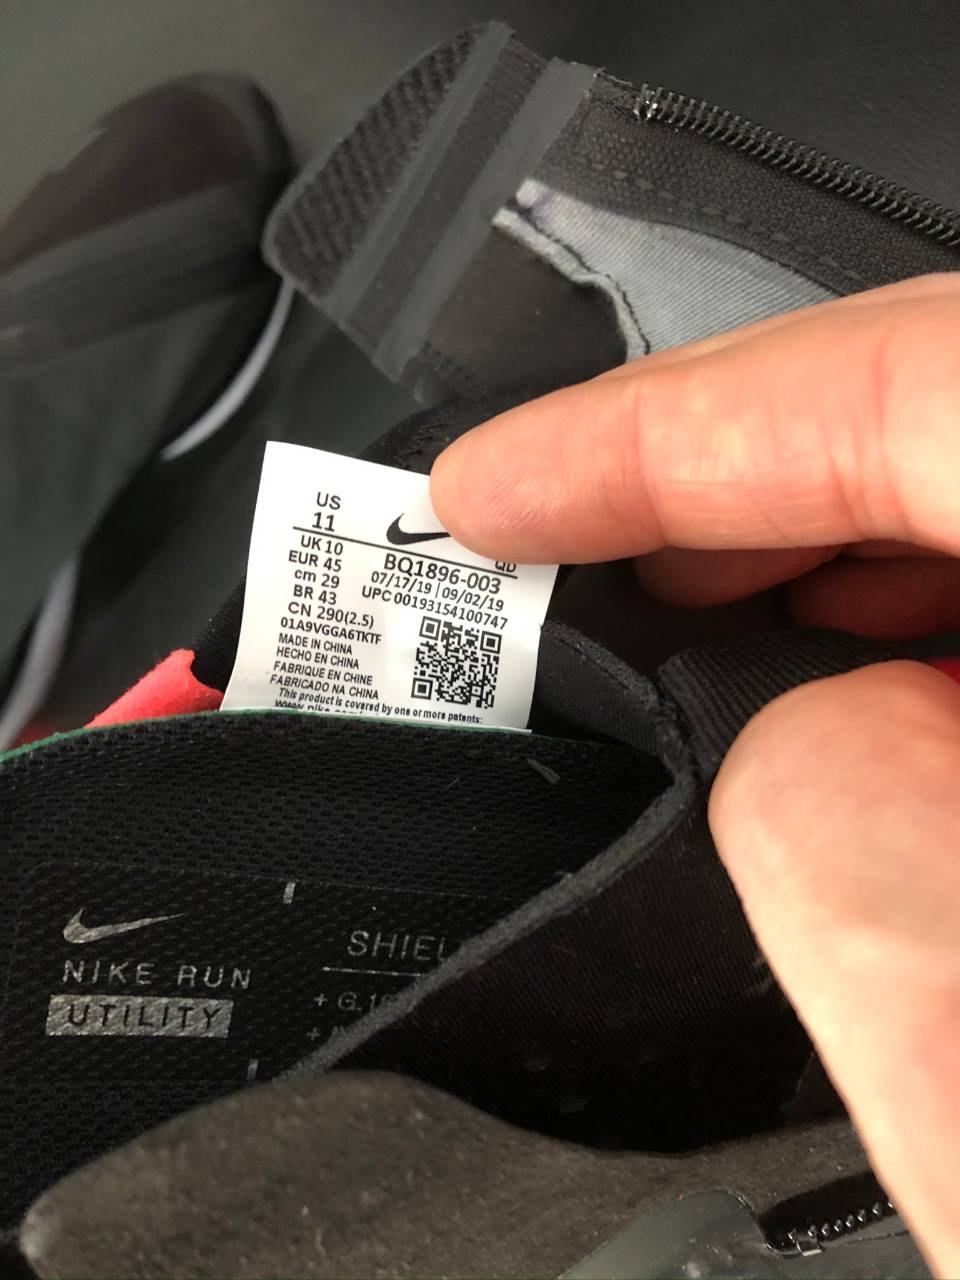 US
11
UK 10
EUR 45
cm 29
BR 43
CN 290(2.5)
01A9VGGA6TKTF
MADE IN CHINA
HECHO EN CHINA
FABRIQUE EN CHINE
FABRICADO NA CHINA
This product is covered by one or more patents:
QD
BQ1896-003
07/17/19 | 09/02/19
UPC 00193154100747
NIKE RUN
UTILITY
SHIEL
+ G.1